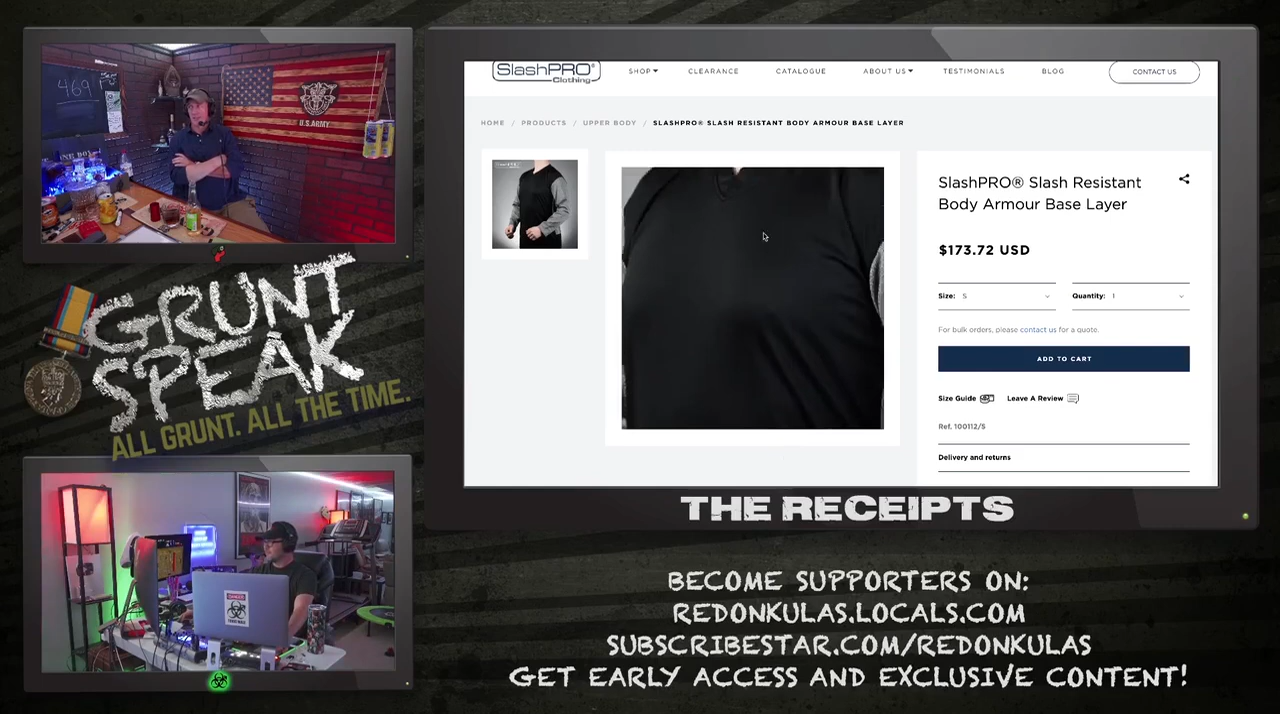 469
U.S. ARMY
GRUNT
SPEAK
ALL GRUNT. ALL THE TIME.
DANGER
SlashPRO®
Clothing
SHOP
CLEARANCE
CATALOGUE
ABOUT US
TESTIMONIALS
BLOG
CONTACT US
HOME / PRODUCTS / UPPER BODY / SLASHPRO® SLASH RESISTANT BODY ARMOUR BASE LAYER
SlashPRO® Slash Resistant
Body Armour Base Layer
$173.72 USD
Size: S
Quantity: 1
For bulk orders, please contact us for a quote.
ADD TO CART
Size Guide
Leave A Review
Ref. 100112/S
Delivery and returns
THE RECEIPTS
BECOME SUPPORTERS ON:
REDONKULAS.LOCALS.COM
SUBSCRIBESTAR.COM/REDONKULAS
GET EARLY ACCESS AND EXCLUSIVE CONTENT!